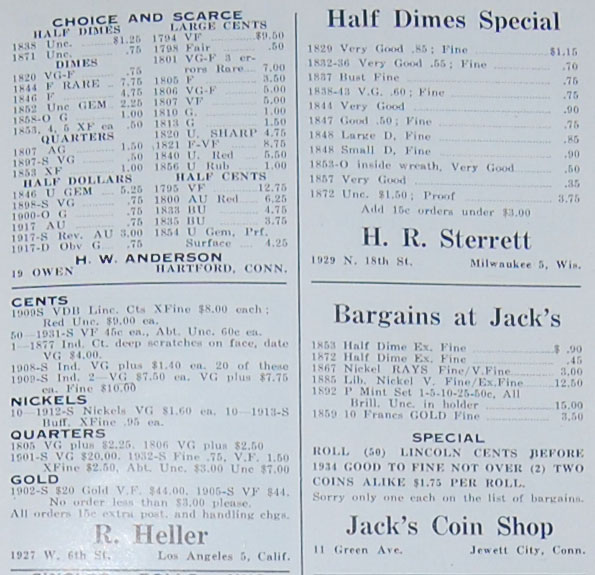 CHOICE AND SCARCE
HALF DIMES
1838 Unc. $1.25
1871 Unc. .75
DIMES
1820 VG-F .75
1844 F RARE 7.75
1846 F 4.75
1852 Unc GEM 2.25
1858-O G 1.00
1853, 4, 5 XF ea .50
QUARTERS
1807 AG 1.50
1897-S VG .50
1853 XF 1.00
HALF DOLLARS
1846 U GEM 5.25
1898-S VG .75
1900-O G .75
1917 AU .75
1917-S Rev. AU 3.00
1917-D Obv G .75
LARGE CENTS
1794 VF $9.50
1798 Fair .50
1801 VG-F 3 er-
rors Rare 7.00
1805 F 3.50
1806 VG-F 5.00
1807 VF 5.00
1810 G. 1.00
1813 G 1.50
1820 U. SHARP 4.75
1821 F-VF 8.75
1840 U. Red 5.50
1856 U Rub 1.00
HALF CENTS
1795 VF 12.75
1800 AU Red 6.25
1833 BU 4.75
1835 BU 3.75
1854 U Gem, Prf.
Surface 4.25
H. W. ANDERSON
19 OWEN HARTFORD, CONN.
CENTS
1909S VDB Linc. Cts XFine $8.00 each;
Red Unc. $9.00 ea.
50—1931-S VF 45c ea., Abt. Unc. 60c ea.
1—1877 Ind. Ct. deep scratches on face, date
VG $4.00.
1908-S Ind. VG plus $1.40 ea. 20 of these
1909-S Ind. 2—VG $7.50 ea. VG plus $7.75
ea. Fine $10.00
NICKELS
10—1912-S Nickels VG $1.60 ea. 10—1913-S
Buff. XFine .95 ea.
QUARTERS
1805 VG plus $2.25. 1806 VG plus $2.50
1901-S VG $20.00. 1932-S Fine .75, V.F. 1.50
XFine $2.50, Abt. Unc. $3.00 Unc $7.00
GOLD
1902-S $20 Gold V.F. $44.00. 1905-S VF $44.
No order less than $3.00 please.
All orders 15c extra post. and handling chgs.
R. Heller
1927 W. 6th St. Los Angeles 5, Calif.
Half Dimes Special
1829 Very Good .85; Fine $1.15
1832-36 Very Good .55; Fine .70
1837 Bust Fine .75
1838-43 V.G. .60; Fine .75
1844 Very Good .90
1847 Good .50; Fine .75
1848 Large D, Fine .85
1848 Small D, Fine .90
1853-O inside wreath, Very Good .50
1857 Very Good .35
1872 Unc. $1.50; Proof 3.75
Add 15c orders under $3.00
H. R. Sterrett
1929 N. 18th St. Milwaukee 5, Wis.
Bargains at Jack's
1853 Half Dime Ex. Fine $ .90
1872 Half Dime Ex. Fine .45
1867 Nickel RAYS Fine/V.Fine 3.00
1885 Lib. Nickel V. Fine/Ex.Fine 12.50
1892 P Mint Set 1-5-10-25-50c, All
Brill. Unc. in holder 15.00
1859 10 Francs GOLD Fine 3.50
SPECIAL
ROLL (50) LINCOLN CENTS BEFORE
1934 GOOD TO FINE NOT OVER (2) TWO
COINS ALIKE $1.75 PER ROLL.
Sorry only one each on the list of bargains.
Jack's Coin Shop
11 Green Ave. Jewett City, Conn.